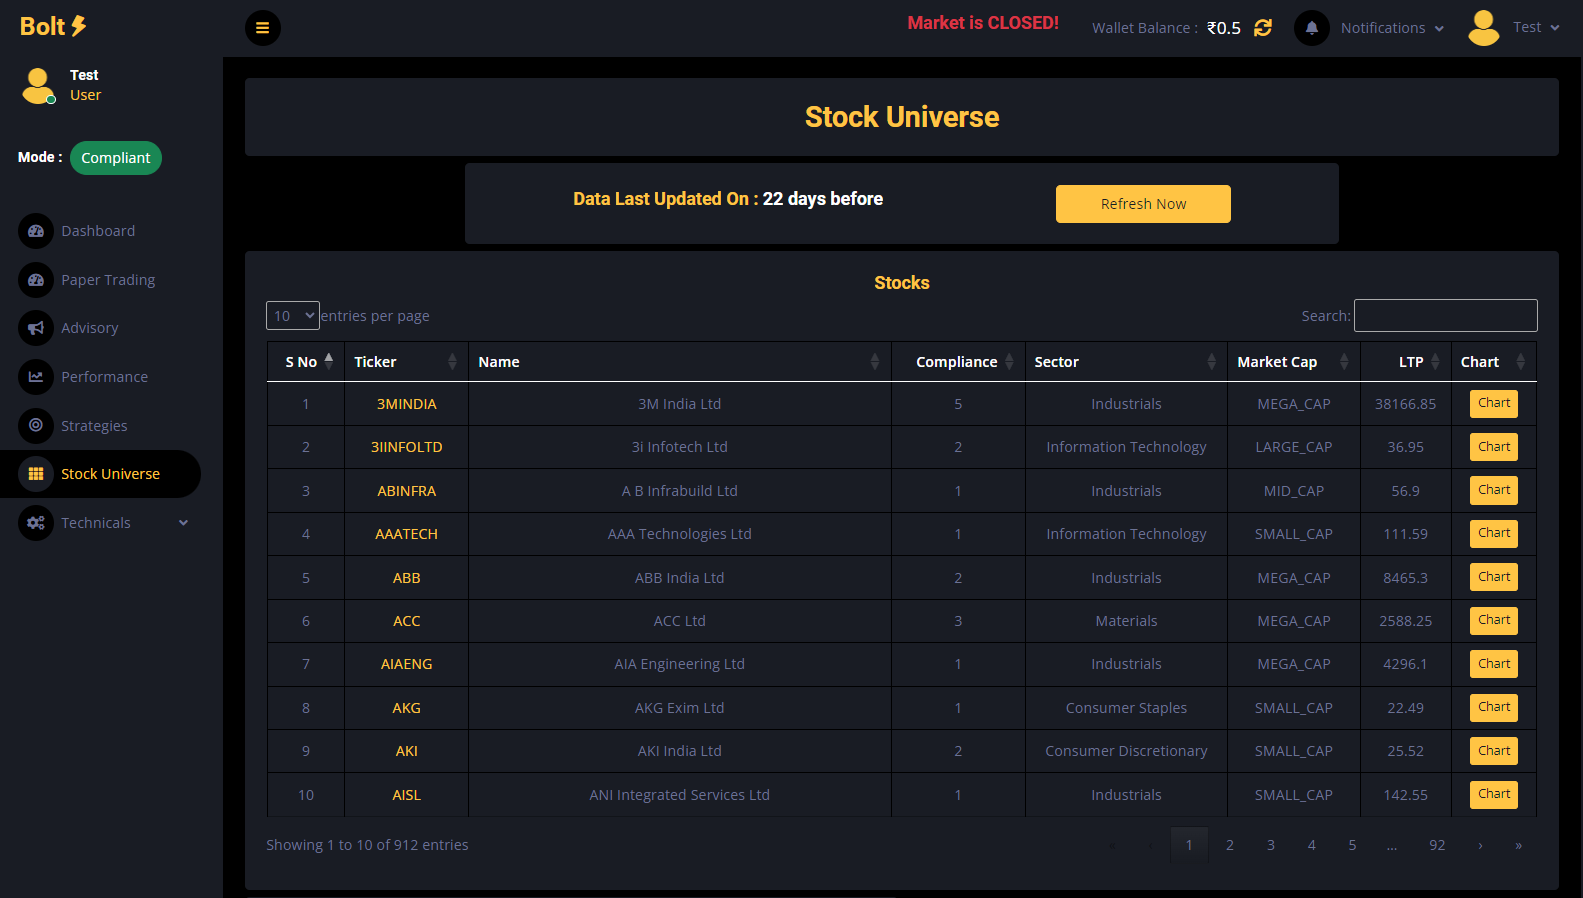 Bolt
Market is CLOSED!
Wallet Balance : ₹0.5
Notifications
Test
Test
User
Mode : Compliant
Dashboard
Paper Trading
Advisory
Performance
Strategies
Stock Universe
Technicals
Stock Universe
Data Last Updated On : 22 days before
Refresh Now
Stocks
10 entries per page
Search:
S No Ticker Name Compliance Sector Market Cap LTP Chart
1 3MINDIA 3M India Ltd 5 Industrials MEGA_CAP 38166.85 Chart
2 3IINFOLTD 3i Infotech Ltd 2 Information Technology LARGE_CAP 36.95 Chart
3 ABINFRA A B Infrabuild Ltd 1 Industrials MID_CAP 56.9 Chart
4 AAATECH AAA Technologies Ltd 1 Information Technology SMALL_CAP 111.59 Chart
5 ABB ABB India Ltd 2 Industrials MEGA_CAP 8465.3 Chart
6 ACC ACC Ltd 3 Materials MEGA_CAP 2588.25 Chart
7 AIAENG AIA Engineering Ltd 1 Industrials MEGA_CAP 4296.1 Chart
8 AKG AKG Exim Ltd 1 Consumer Staples SMALL_CAP 22.49 Chart
9 AKI AKI India Ltd 2 Consumer Discretionary SMALL_CAP 25.52 Chart
10 AISL ANI Integrated Services Ltd 1 Industrials SMALL_CAP 142.55 Chart
Showing 1 to 10 of 912 entries
« ‹ 1 2 3 4 5 … 92 › »